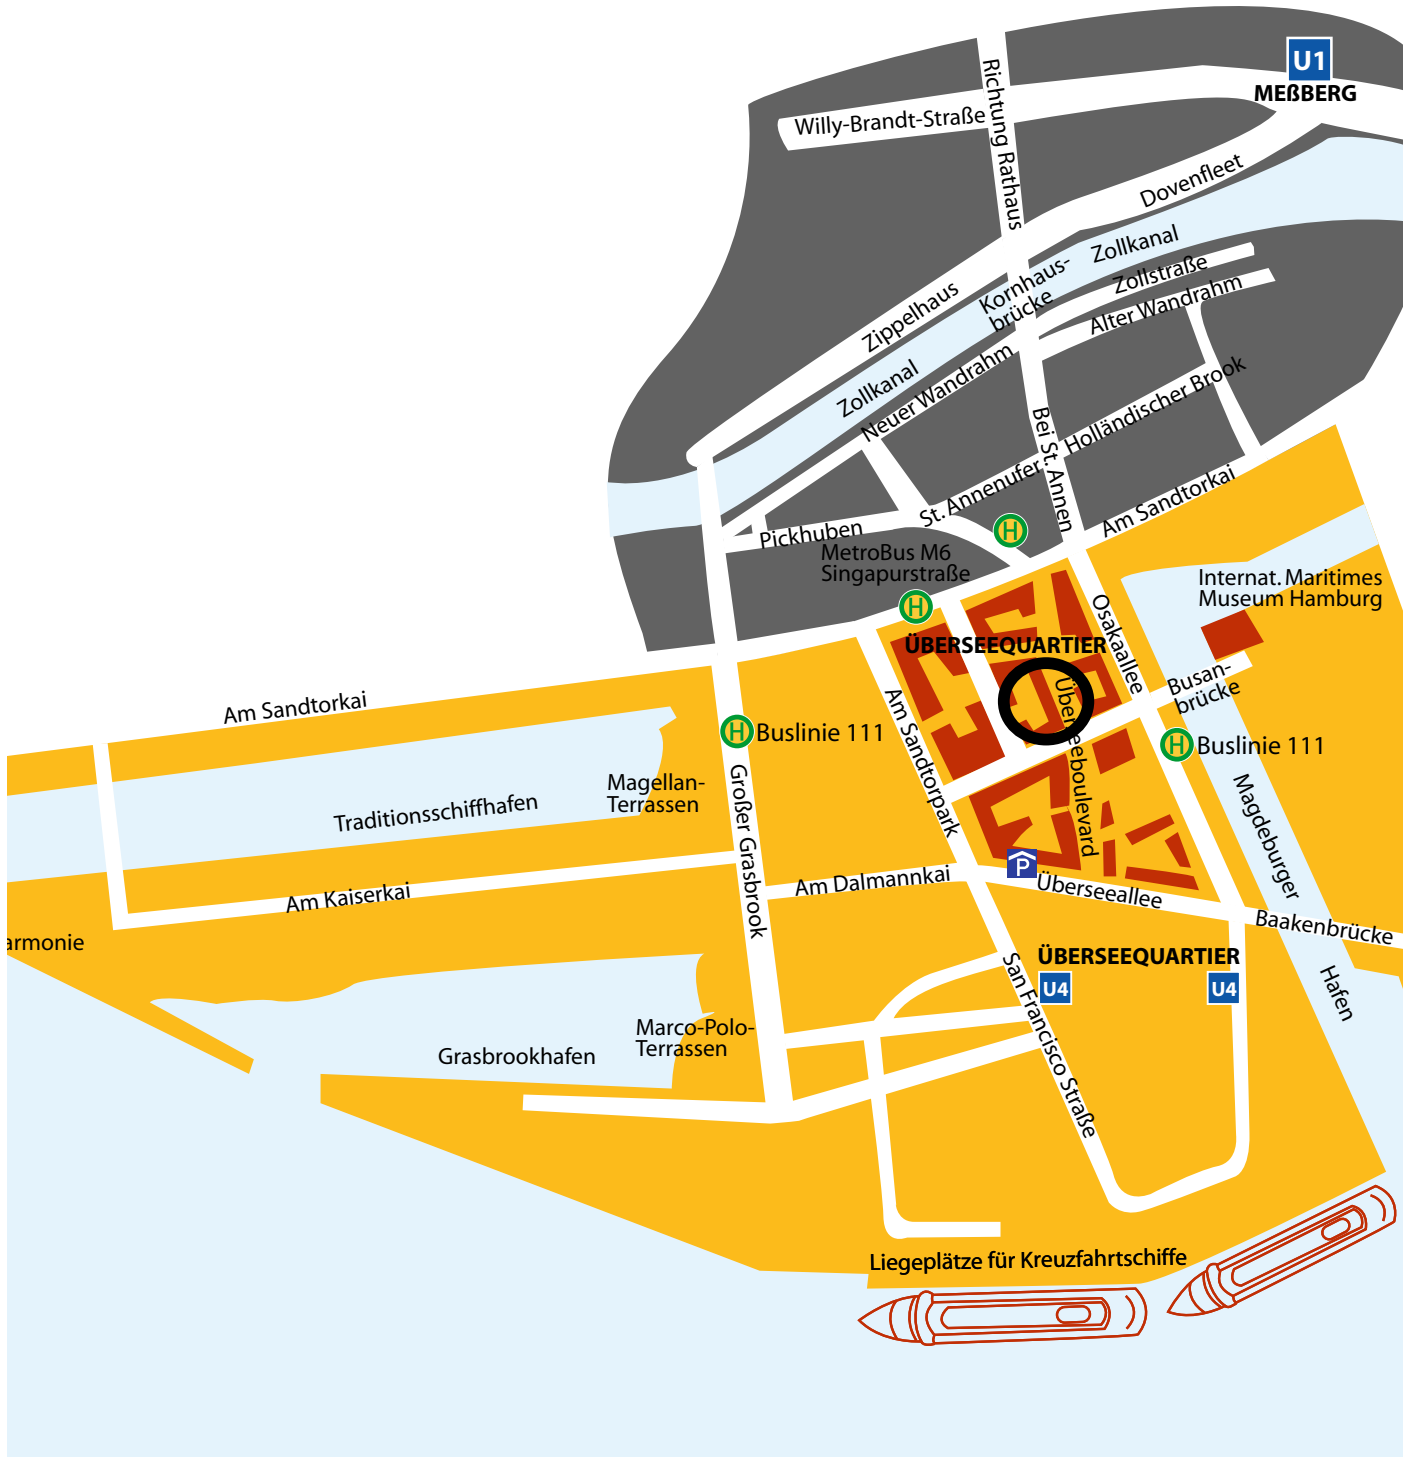 U1
MEßBERG
Richtung Rathaus
Willy-Brandt-Straße
Dovenfleet
Zollkanal
Kornhaus-
brücke
Zollstraße
Zippelhaus
Alter Wandrahm
Zollkanal
Neuer Wandrahm
Holländischer Brook
Bei St. Annen
St. Annenufer
Am Sandtorkai
Pickhuben
H
MetroBus M6
Singapurstraße
H
Internat. Maritimes
Museum Hamburg
Osakaallee
ÜBERSEEQUARTIER
Busan-
brücke
Überseeboulevard
Am Sandtorkai
Am Sandtorpark
H Buslinie 111
H Buslinie 111
Magellan-
Terrassen
Großer Grasbrook
Traditionsschiffhafen
Magdeburger
Hafen
P
Am Dalmannkai
Überseeallee
Am Kaiserkai
Baakenbrücke
armonie
ÜBERSEEQUARTIER
U4
U4
San Francisco Straße
Marco-Polo-
Terrassen
Grasbrookhafen
Liegeplätze für Kreuzfahrtschiffe